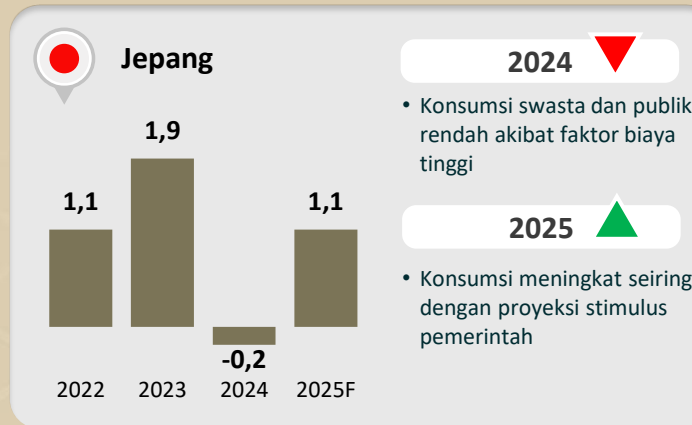 Jepang
1,1
1,9
-0,2
1,1
2022
2023
2024
2025F
2024
• Konsumsi swasta dan publik
rendah akibat faktor biaya
tinggi
2025
• Konsumsi meningkat seiring
dengan proyeksi stimulus
pemerintah